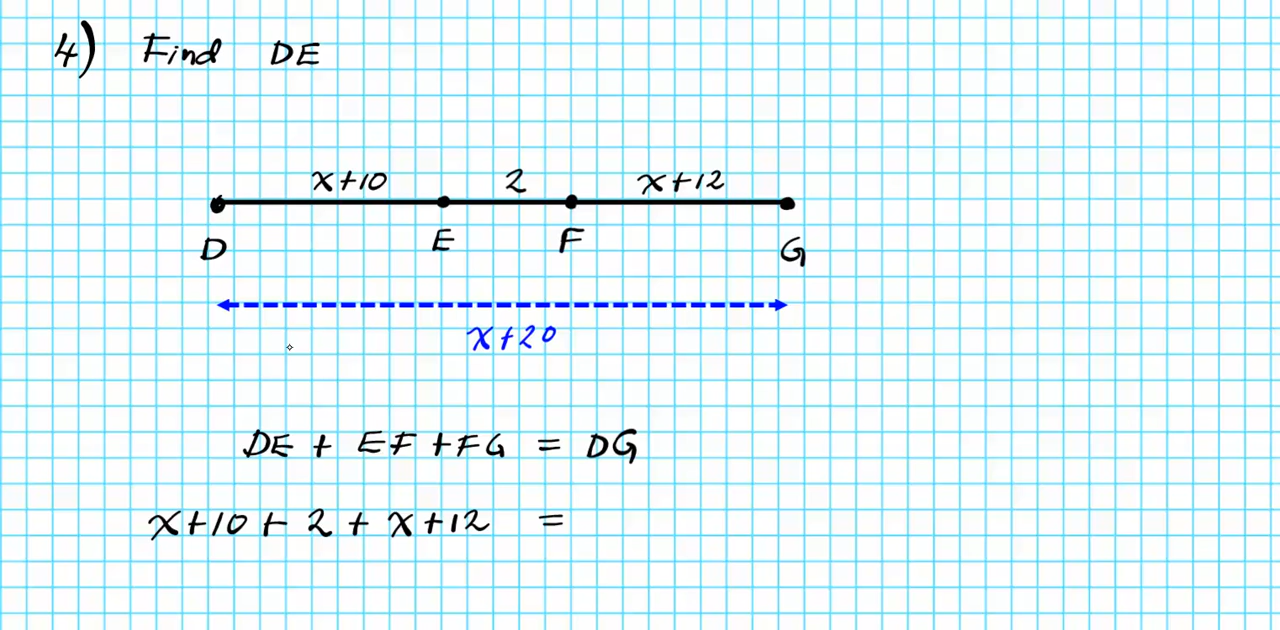 4) Find DE
x+10 2 x+12
D E F G
x+20
DE + EF + FG = DG
x+10 + 2 + x+12 =